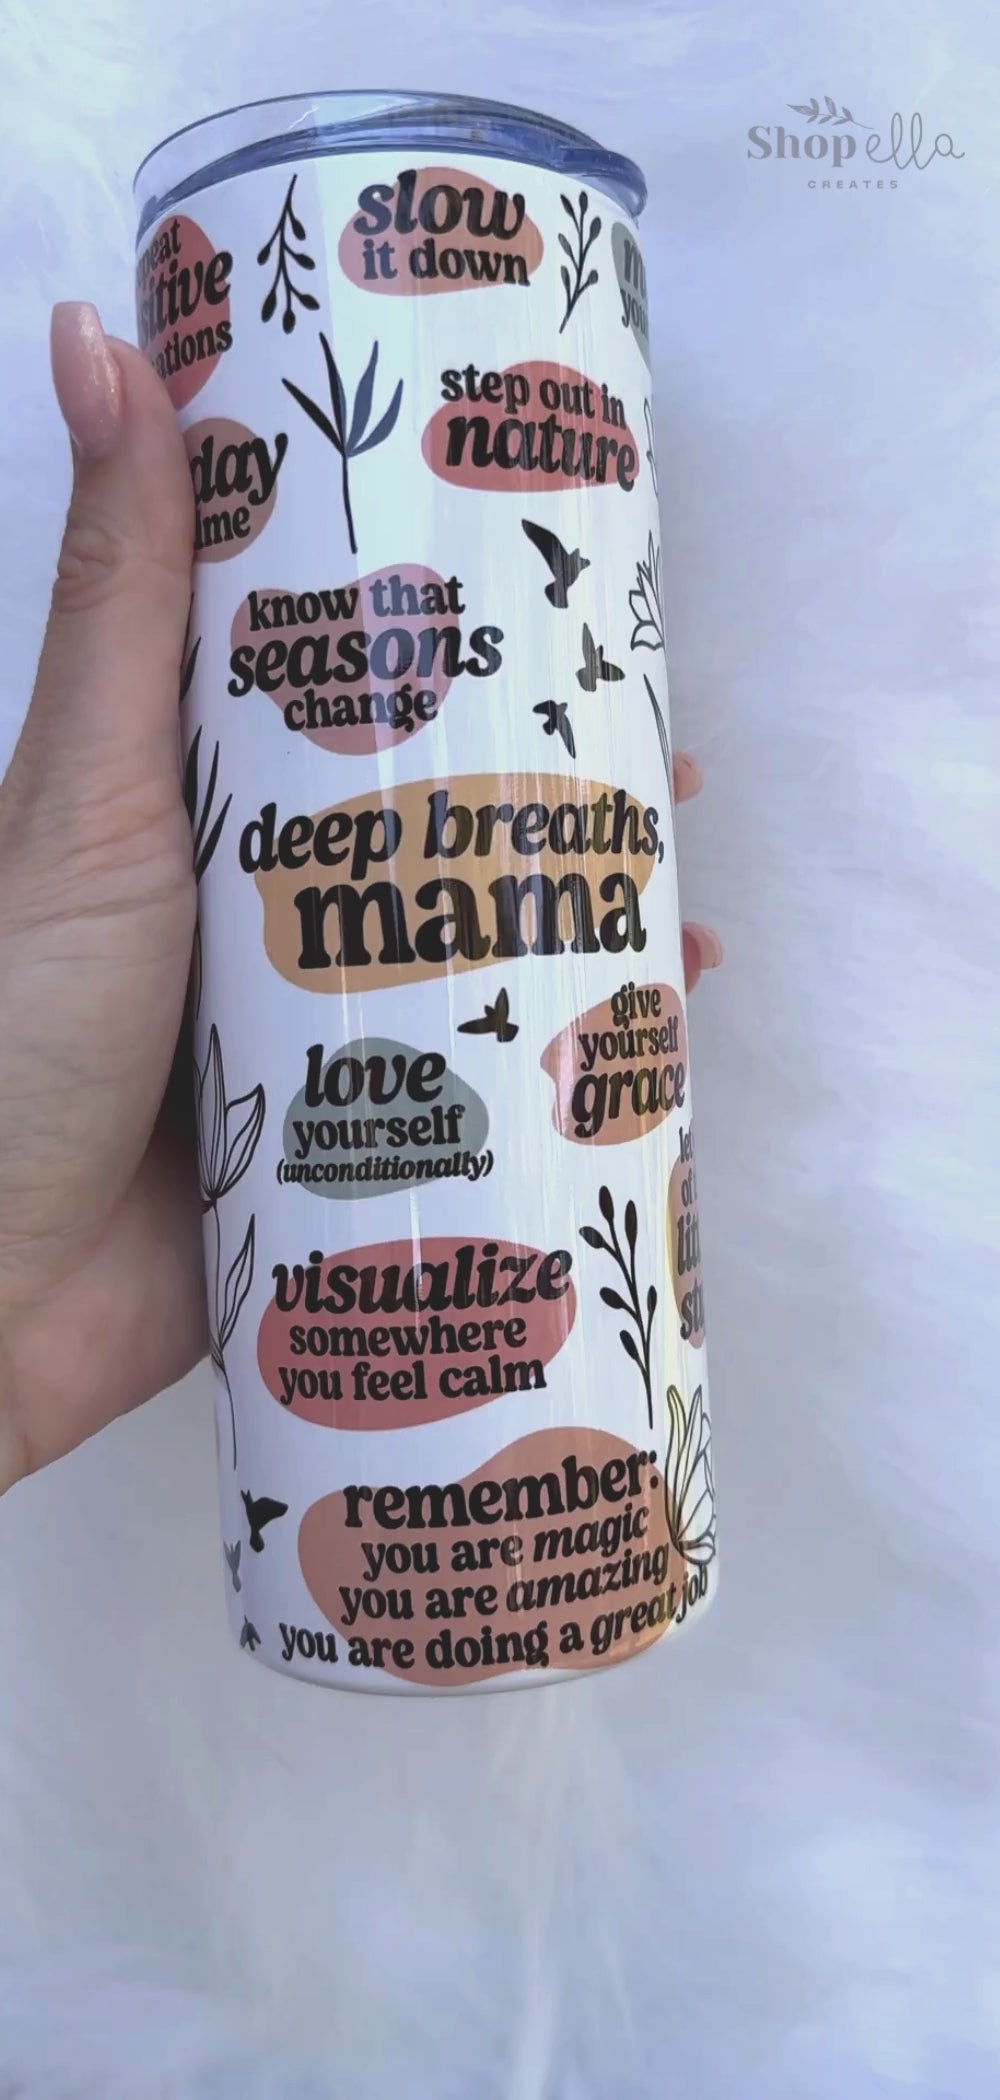 Shop ella
CREATES
slow
it down
step out in
nature
day
know that
seasons
change
deep breaths,
mama
give
yourself
grace
love
yourself
(unconditionally)
visualize
somewhere
you feel calm
remember:
you are magic
you are amazing
you are doing a great job